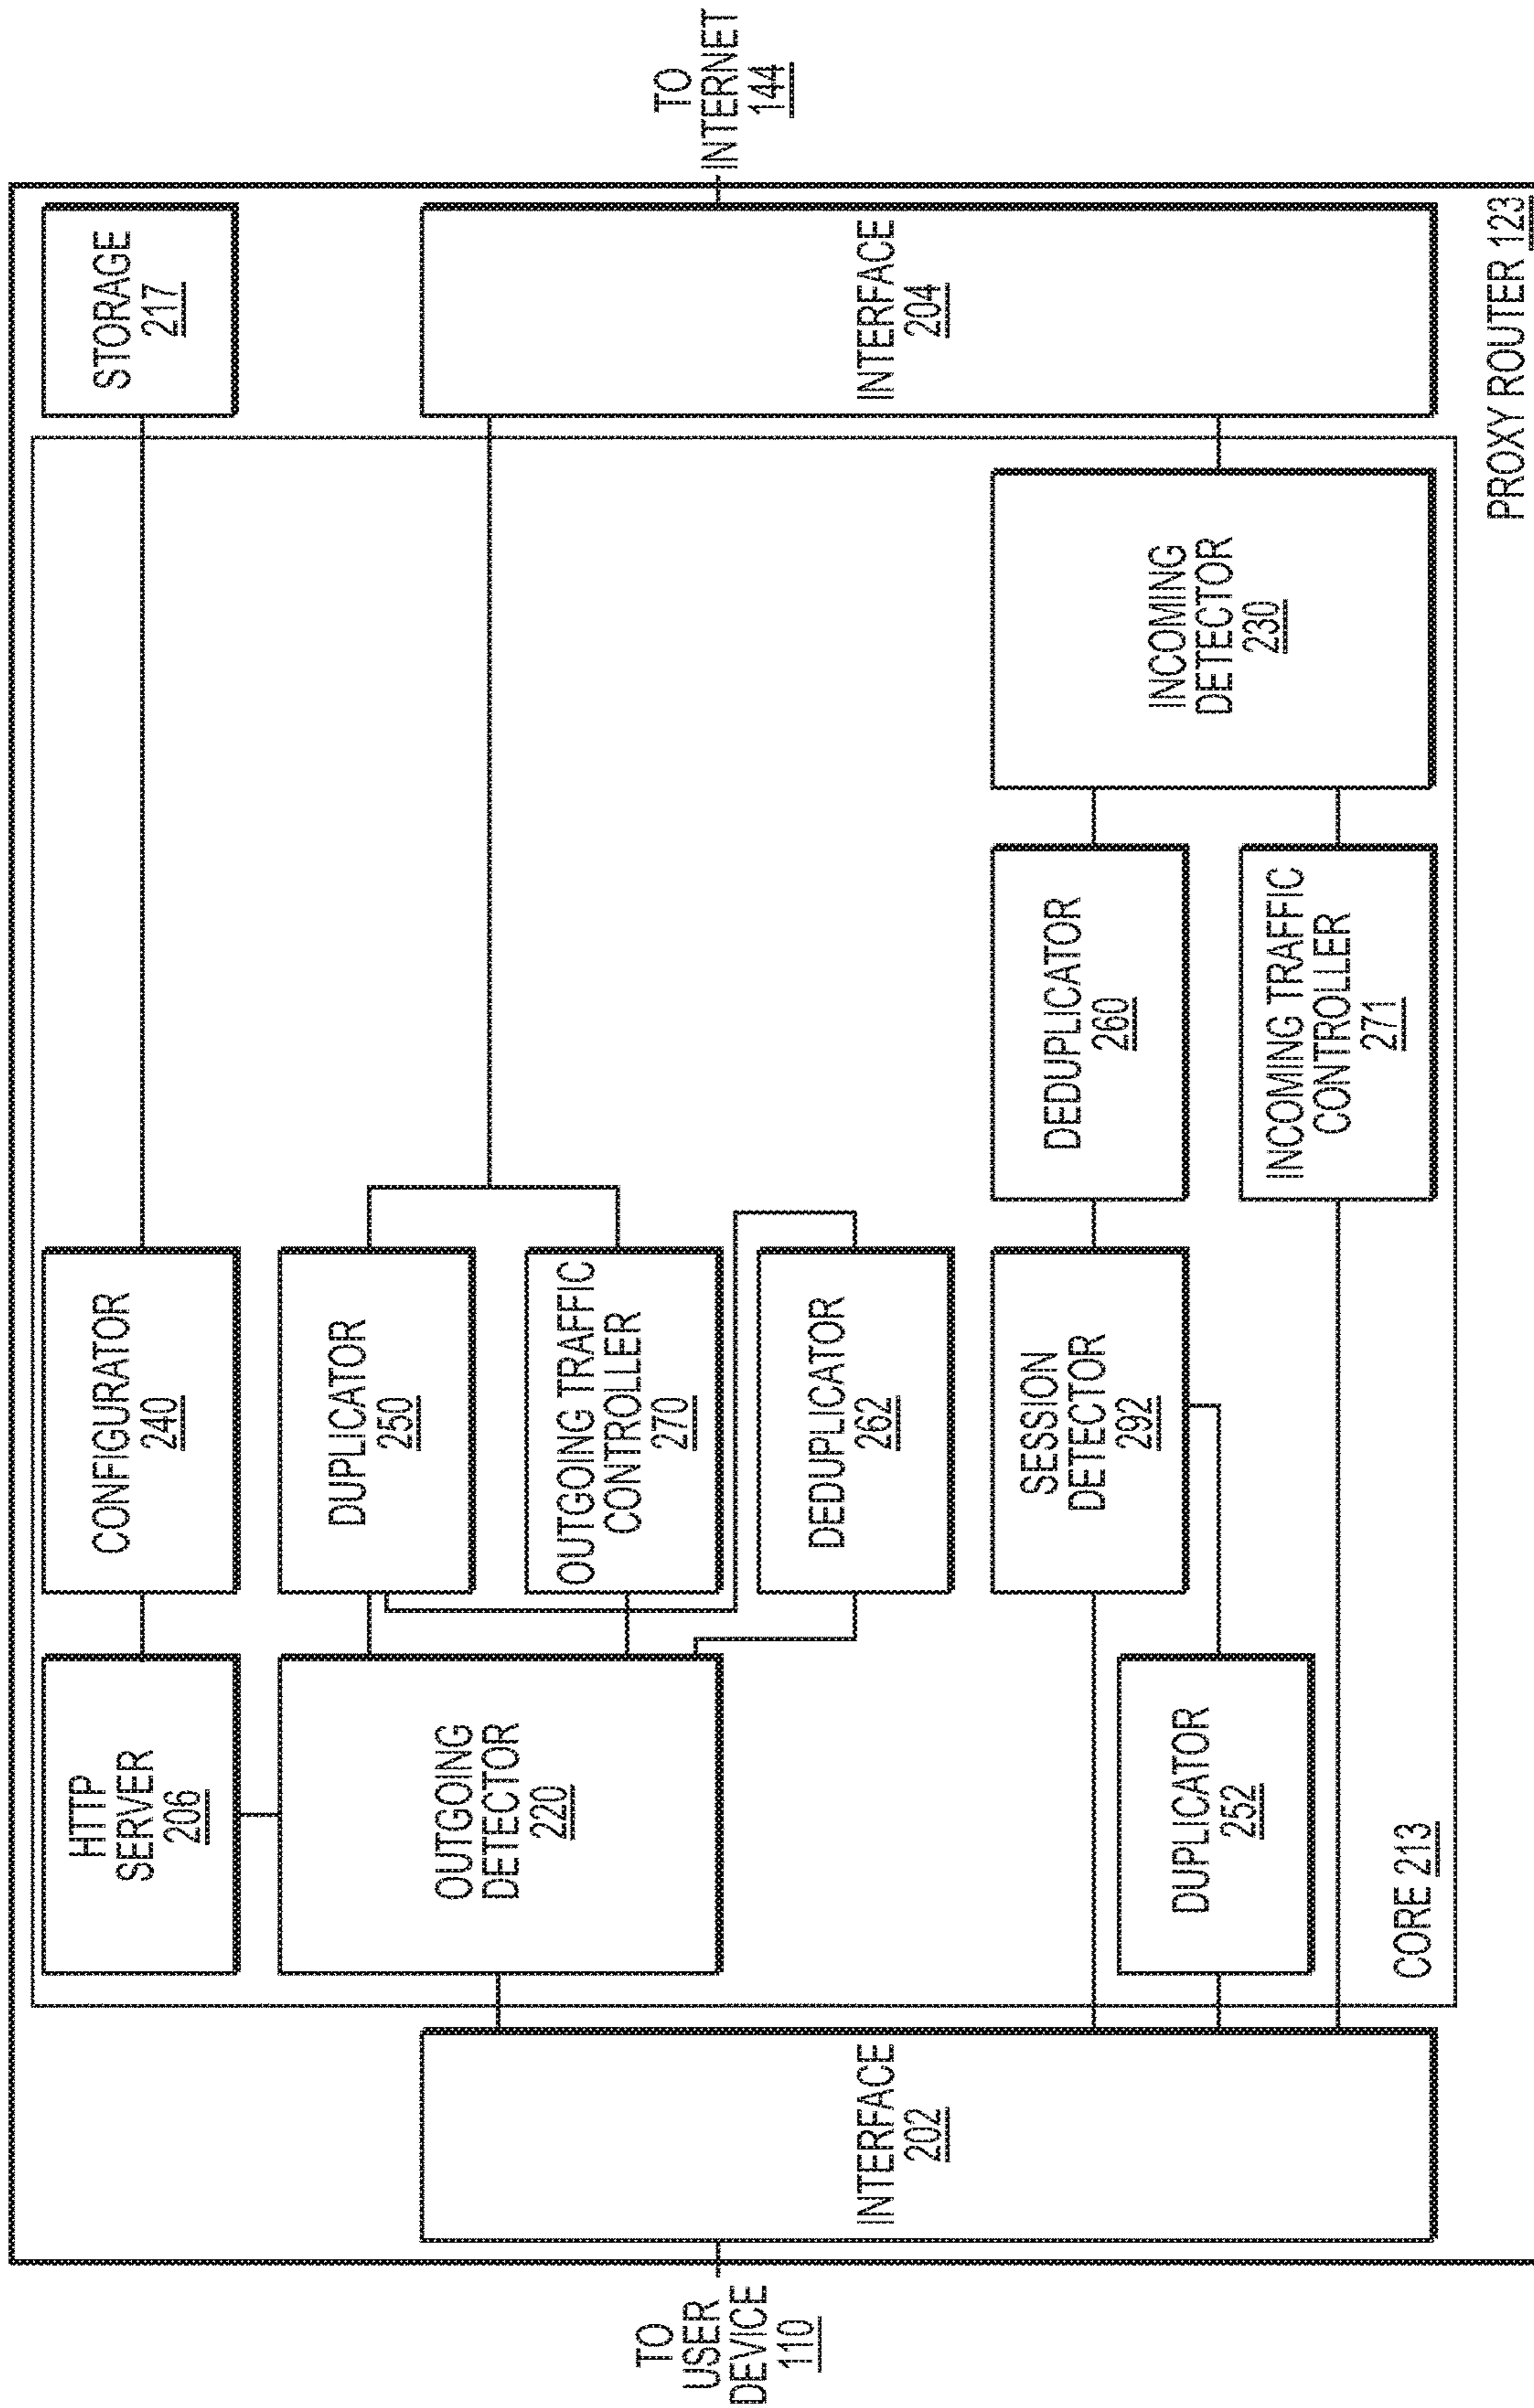 HTTP
SERVER
206
CONFIGURATOR
240
STORAGE
217
OUTGOING
DETECTOR
220
DUPLICATOR
250
OUTGOING TRAFFIC
CONTROLLER
270
DEDUPLICATOR
262
TO
USER
DEVICE
110
INTERFACE
202
INTERFACE
204
TO
INTERNET
144
SESSION
DETECTOR
292
DEDUPLICATOR
260
INCOMING
DETECTOR
230
DUPLICATOR
252
INCOMING TRAFFIC
CONTROLLER
271
CORE 213
PROXY ROUTER 123